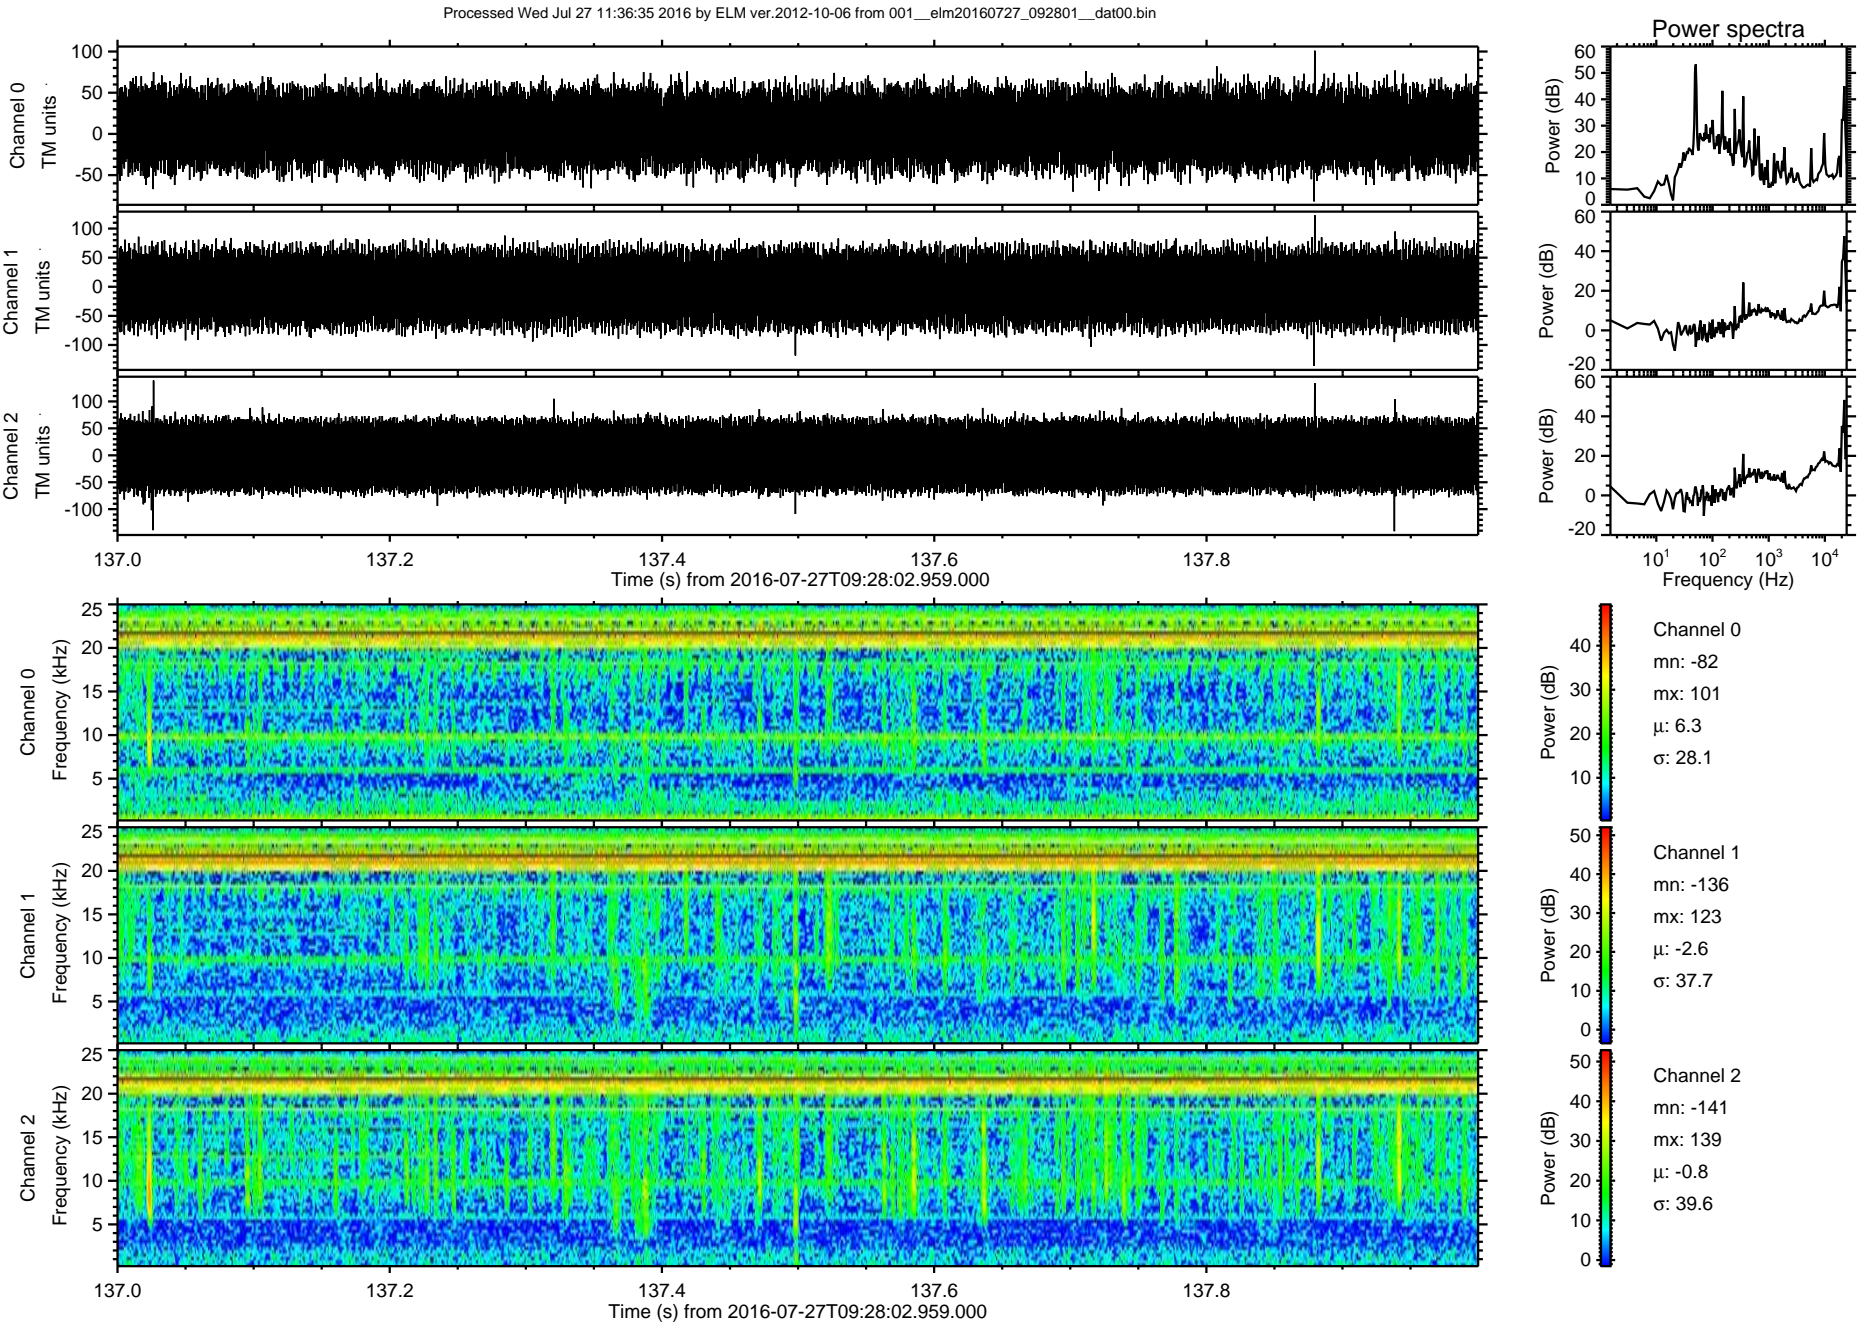 Processed Wed Jul 27 11:36:35 2016 by ELM ver.2012-10-06 from 001__elm20160727_092801__dat00.bin
Power spectra
Channel 0
TM units
100
50
0
-50
Power (dB)
60
50
40
30
20
10
0
Channel 1
TM units
100
50
0
-50
-100
Power (dB)
60
40
20
0
-20
Channel 2
TM units
100
50
0
-50
-100
Power (dB)
60
40
20
0
-20
137.0 137.2 137.4 137.6 137.8
Time (s) from 2016-07-27T09:28:02.959.000
10^1 10^2 10^3 10^4
Frequency (Hz)
Channel 0
Frequency (kHz)
25
20
15
10
5
Power (dB)
40
30
20
10
Channel 0
mn: -82
mx: 101
μ: 6.3
σ: 28.1
Channel 1
Frequency (kHz)
25
20
15
10
5
Power (dB)
50
40
30
20
10
0
Channel 1
mn: -136
mx: 123
μ: -2.6
σ: 37.7
Channel 2
Frequency (kHz)
25
20
15
10
5
Power (dB)
50
40
30
20
10
0
Channel 2
mn: -141
mx: 139
μ: -0.8
σ: 39.6
137.0 137.2 137.4 137.6 137.8
Time (s) from 2016-07-27T09:28:02.959.000